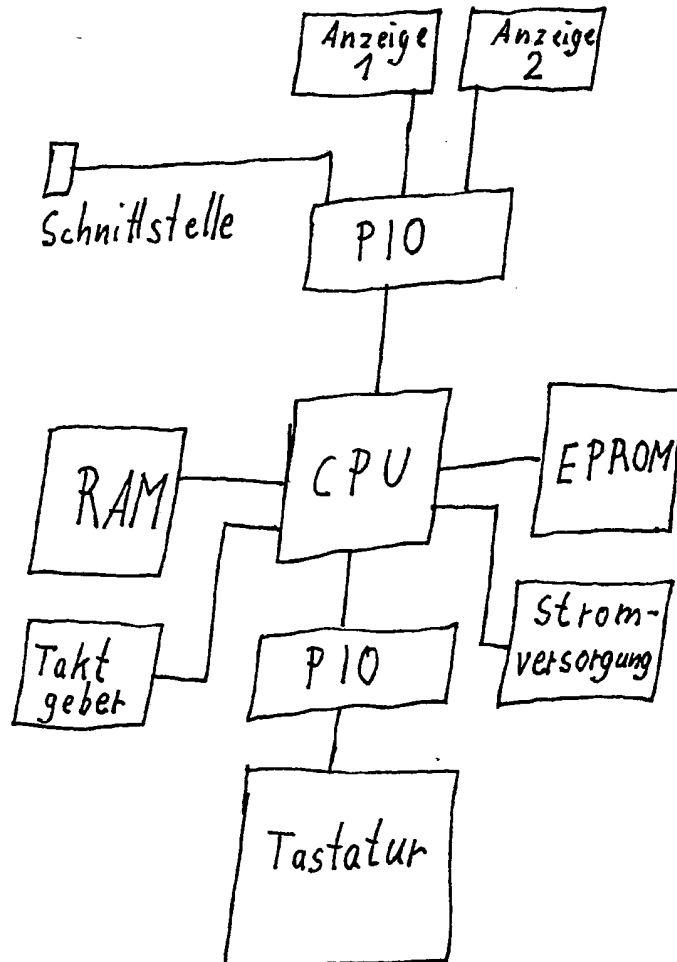 Anzeige
1
Anzeige
2
Schnittstelle
PIO
RAM
CPU
EPROM
Takt
geber
PIO
Strom-
versorgung
Tastatur